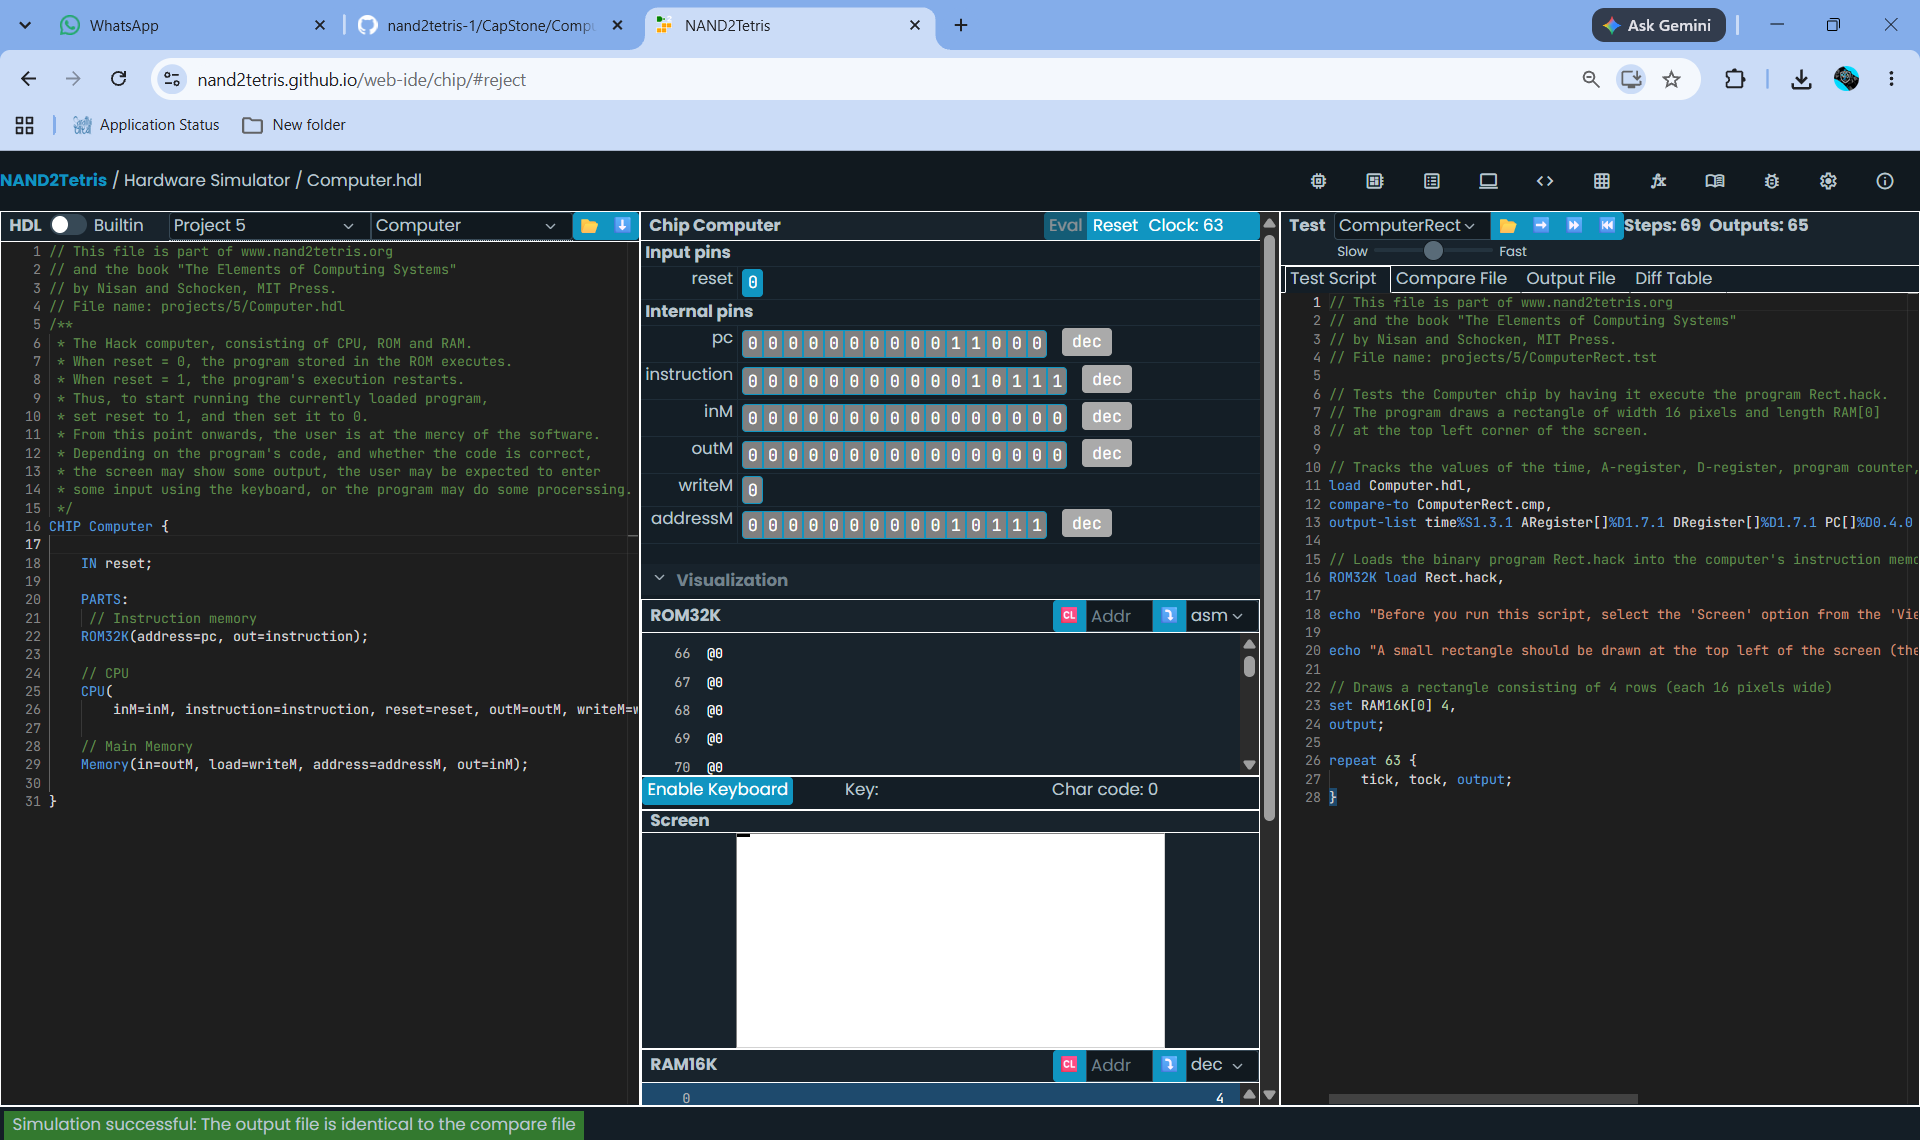 WhatsApp
nand2tetris-1/CapStone/Comp
NAND2Tetris
Ask Gemini
nand2tetris.github.io/web-ide/chip/#reject
Application Status
New folder
NAND2Tetris / Hardware Simulator / Computer.hdl
HDL Builtin Project 5 Computer
1 // This file is part of www.nand2tetris.org
2 // and the book "The Elements of Computing Systems"
3 // by Nisan and Schocken, MIT Press.
4 // File name: projects/5/Computer.hdl
5 /**
6 * The Hack computer, consisting of CPU, ROM and RAM.
7 * When reset = 0, the program stored in the ROM executes.
8 * When reset = 1, the program's execution restarts.
9 * Thus, to start running the currently loaded program,
10 * set reset to 1, and then set it to 0.
11 * From this point onwards, the user is at the mercy of the software.
12 * Depending on the program's code, and whether the code is correct,
13 * the screen may show some output, the user may be expected to enter
14 * some input using the keyboard, or the program may do some procerssing.
15 */
16 CHIP Computer {
17
18 IN reset;
19
20 PARTS:
21 // Instruction memory
22 ROM32K(address=pc, out=instruction);
23
24 // CPU
25 CPU(
26 inM=inM, instruction=instruction, reset=reset, outM=outM, writeM=w
27
28 // Main Memory
29 Memory(in=outM, load=writeM, address=addressM, out=inM);
30
31 }
Chip Computer Eval Reset Clock: 63
Input pins
reset 0
Internal pins
pc 0 0 0 0 0 0 0 0 0 0 1 1 0 0 0 dec
instruction 0 0 0 0 0 0 0 0 0 0 0 1 0 1 1 1 dec
inM 0 0 0 0 0 0 0 0 0 0 0 0 0 0 0 0 dec
outM 0 0 0 0 0 0 0 0 0 0 0 0 0 0 0 0 dec
writeM 0
addressM 0 0 0 0 0 0 0 0 0 0 1 0 1 1 1 dec
Visualization
ROM32K CL Addr asm
66 @0
67 @0
68 @0
69 @0
70 @0
Enable Keyboard Key: Char code: 0
Screen
RAM16K CL Addr dec
0 4
Test ComputerRect Steps: 69 Outputs: 65
Slow Fast
Test Script Compare File Output File Diff Table
1 // This file is part of www.nand2tetris.org
2 // and the book "The Elements of Computing Systems"
3 // by Nisan and Schocken, MIT Press.
4 // File name: projects/5/ComputerRect.tst
5
6 // Tests the Computer chip by having it execute the program Rect.hack.
7 // The program draws a rectangle of width 16 pixels and length RAM[0]
8 // at the top left corner of the screen.
9
10 // Tracks the values of the time, A-register, D-register, program counter,
11 load Computer.hdl,
12 compare-to ComputerRect.cmp,
13 output-list time%S1.3.1 ARegister[]%D1.7.1 DRegister[]%D1.7.1 PC[]%D0.4.0
14
15 // Loads the binary program Rect.hack into the computer's instruction memo
16 ROM32K load Rect.hack,
17
18 echo "Before you run this script, select the 'Screen' option from the 'Vie
19
20 echo "A small rectangle should be drawn at the top left of the screen (the
21
22 // Draws a rectangle consisting of 4 rows (each 16 pixels wide)
23 set RAM16K[0] 4,
24 output;
25
26 repeat 63 {
27 tick, tock, output;
28 }
Simulation successful: The output file is identical to the compare file